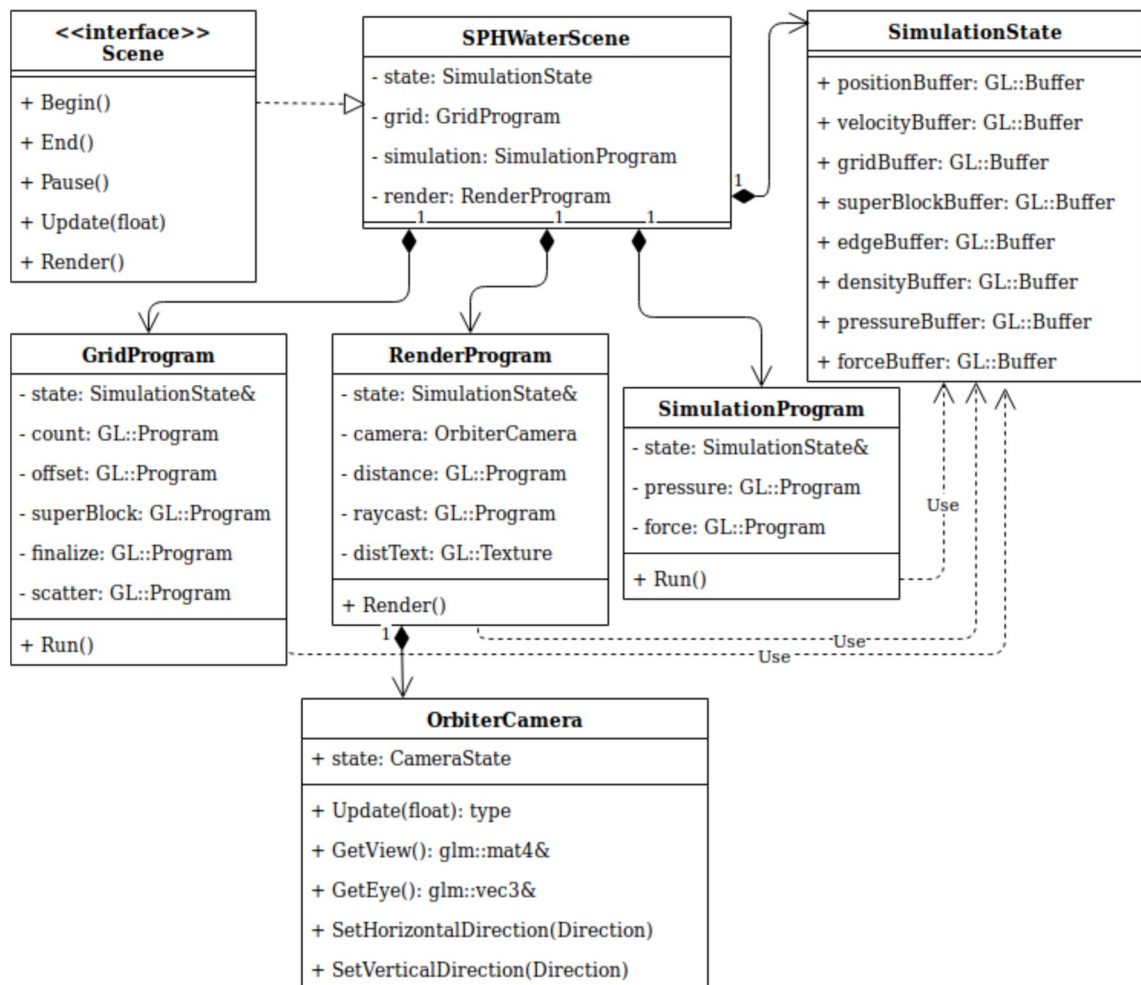 <<interface>>
Scene
+ Begin()
+ End()
+ Pause()
+ Update(float)
+ Render()
SPHWaterScene
- state: SimulationState
- grid: GridProgram
- simulation: SimulationProgram
- render: RenderProgram
1
1
1
1
SimulationState
+ positionBuffer: GL::Buffer
+ velocityBuffer: GL::Buffer
+ gridBuffer: GL::Buffer
+ superBlockBuffer: GL::Buffer
+ edgeBuffer: GL::Buffer
+ densityBuffer: GL::Buffer
+ pressureBuffer: GL::Buffer
+ forceBuffer: GL::Buffer
GridProgram
- state: SimulationState&
- count: GL::Program
- offset: GL::Program
- superBlock: GL::Program
- finalize: GL::Program
- scatter: GL::Program
+ Run()
RenderProgram
- state: SimulationState&
- camera: OrbiterCamera
- distance: GL::Program
- raycast: GL::Program
- distText: GL::Texture
+ Render()
1
SimulationProgram
- state: SimulationState&
- pressure: GL::Program
- force: GL::Program
+ Run()
Use
Use
Use
OrbiterCamera
+ state: CameraState
+ Update(float): type
+ GetView(): glm::mat4&
+ GetEye(): glm::vec3&
+ SetHorizontalDirection(Direction)
+ SetVerticalDirection(Direction)